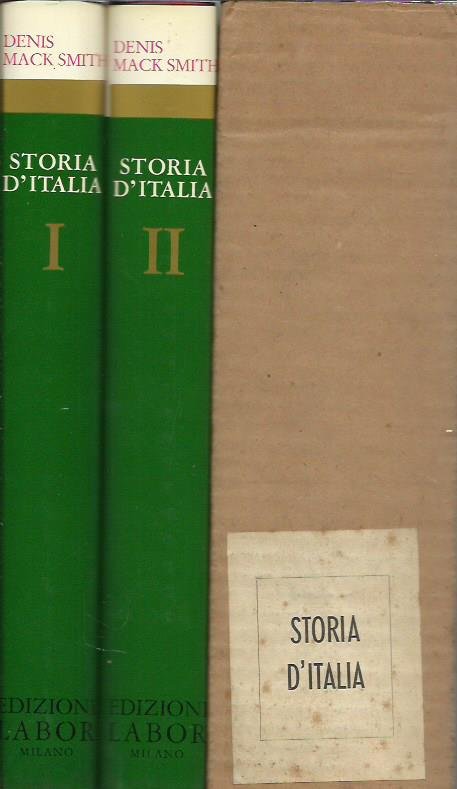 DENIS
MACK SMITH
STORIA
D'ITALIA
I
EDIZIONI
LABOR
MILANO
DENIS
MACK SMITH
STORIA
D'ITALIA
II
EDIZIONI
LABOR
MILANO
STORIA
D'ITALIA